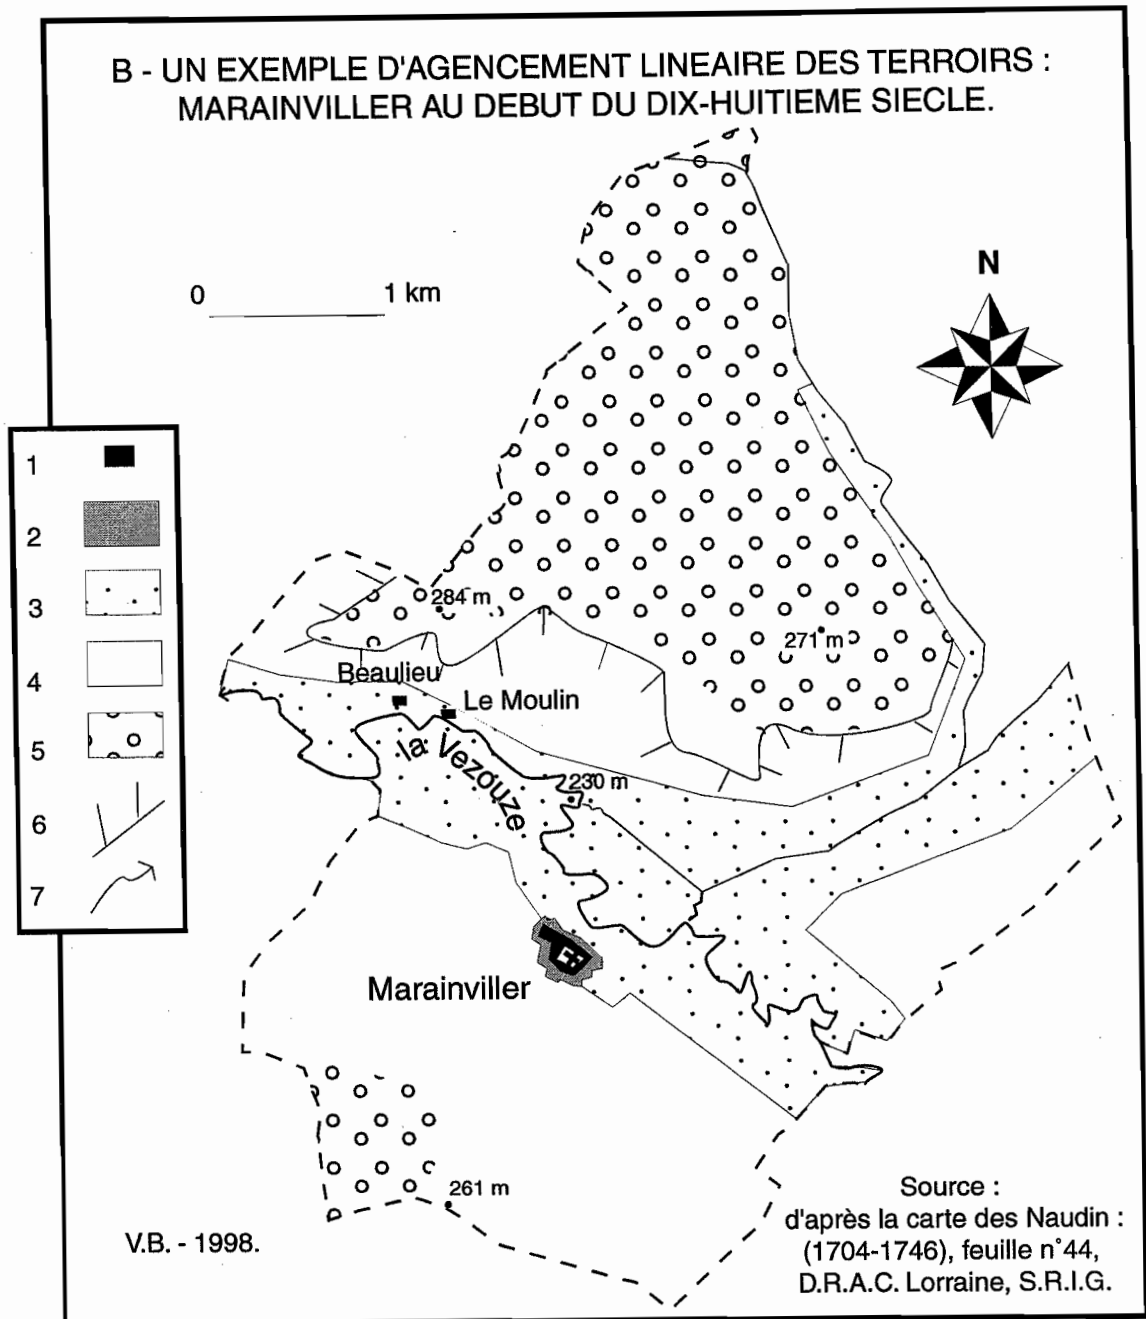 B - UN EXEMPLE D'AGENCEMENT LINEAIRE DES TERROIRS :
MARAINVILLER AU DEBUT DU DIX-HUITIEME SIECLE.
0 1 km
N
1
2
3
4
5
6
7
284 m
271 m
Beaulieu
Le Moulin
la Vezouze
230 m
Marainviller
261 m
V.B. - 1998.
Source :
d'après la carte des Naudin :
(1704-1746), feuille n°44,
D.R.A.C. Lorraine, S.R.I.G.